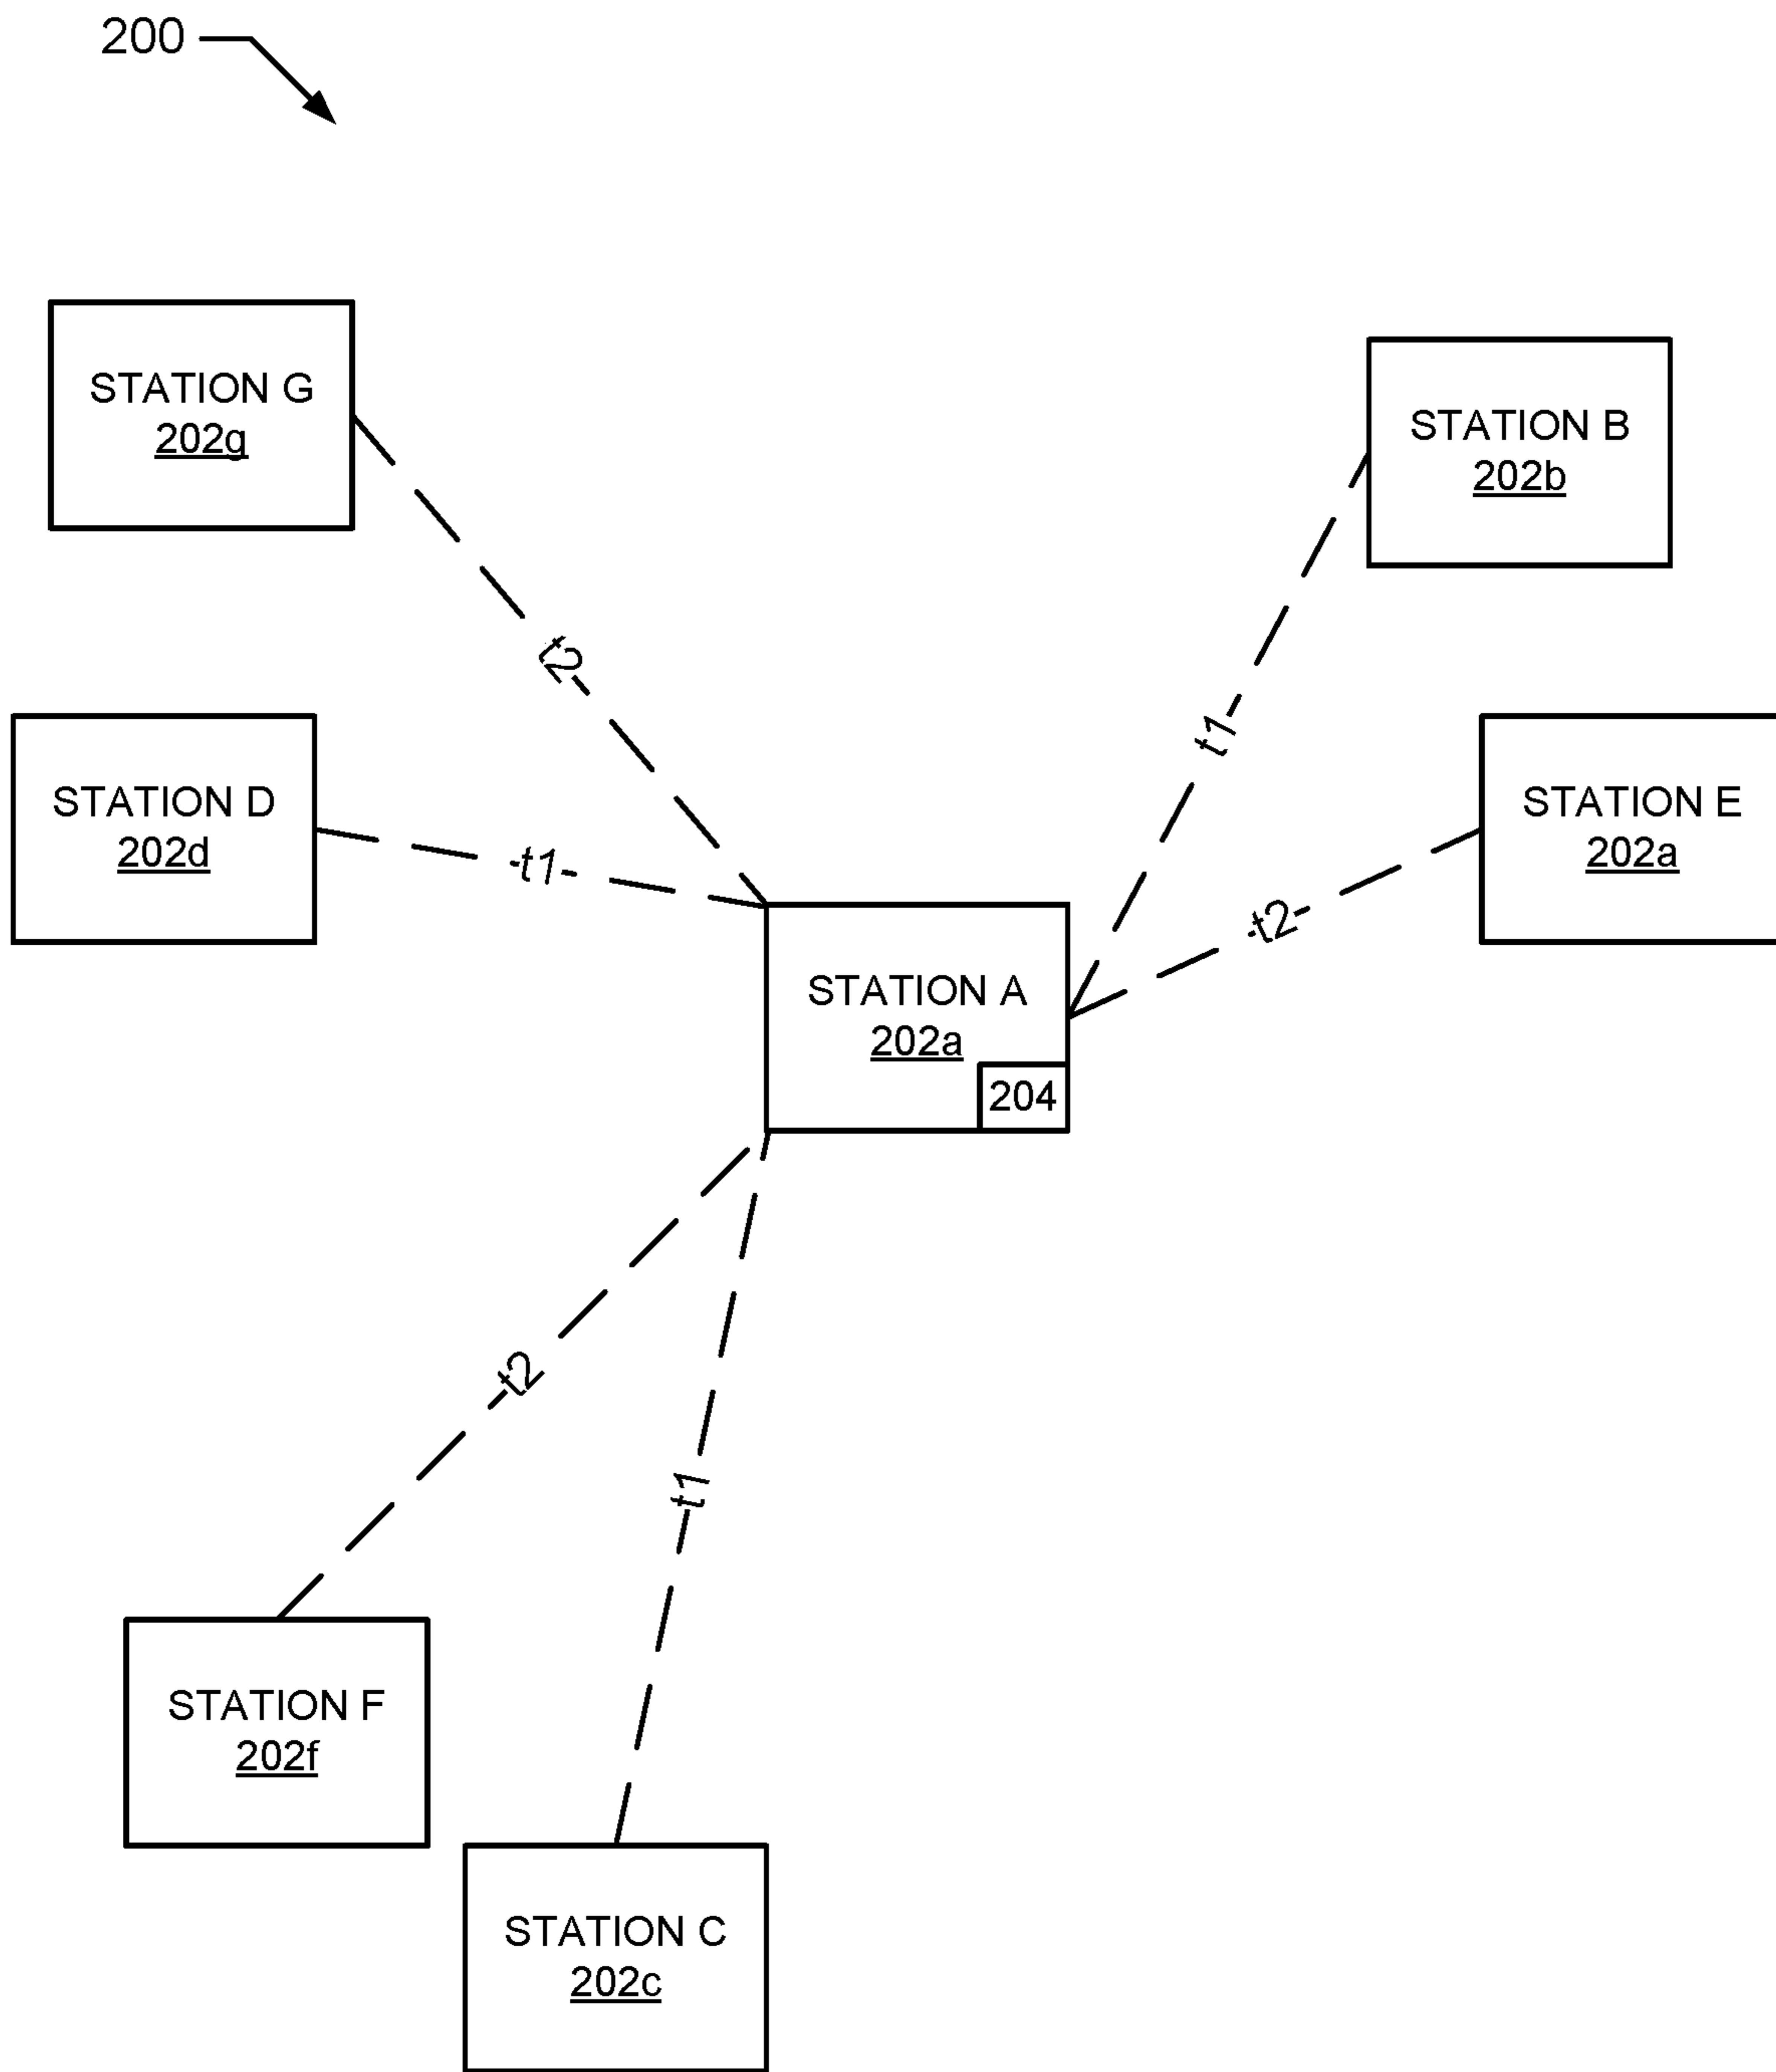 200
STATION G
202g
STATION B
202b
t2
t1
STATION D
202d
STATION E
202a
t1
t2
STATION A
202a
204
t2
t1
STATION F
202f
STATION C
202c